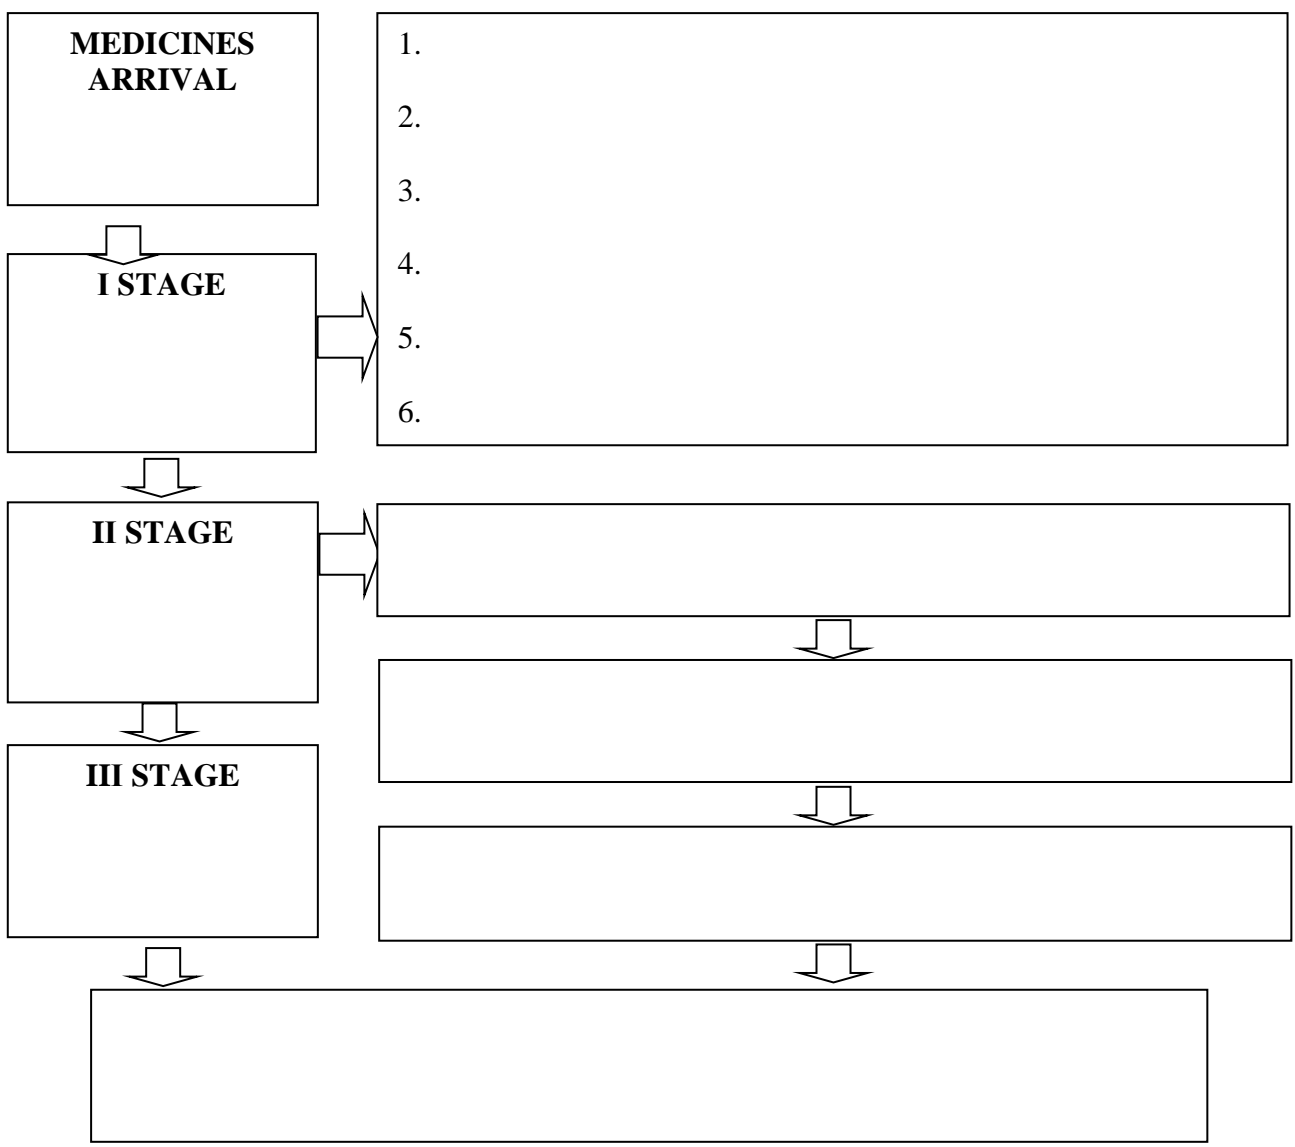 MEDICINES
ARRIVAL
1.
2.
3.
4.
5.
6.
I STAGE
II STAGE
III STAGE